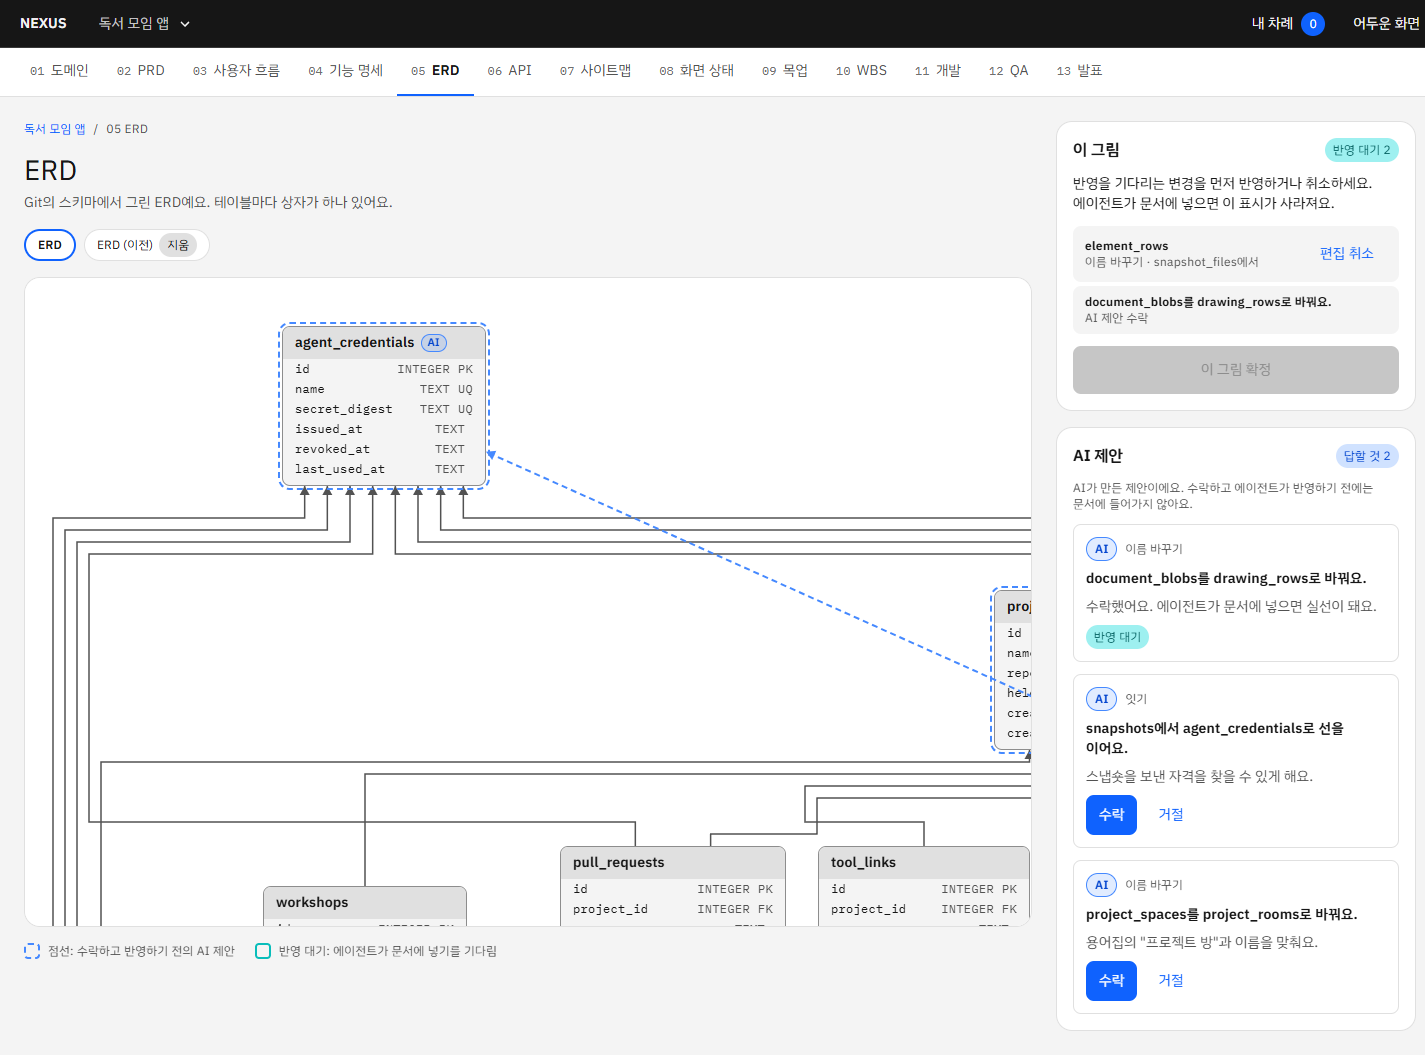 NEXUS 독서 모임 앱 내 차례 0 어두운 화면
01 도메인 02 PRD 03 사용자 흐름 04 기능 명세 05 ERD 06 API 07 사이트맵 08 화면 상태 09 목업 10 WBS 11 개발 12 QA 13 발표
독서 모임 앱 / 05 ERD
ERD
Git의 스키마에서 그린 ERD예요. 테이블마다 상자가 하나 있어요.
ERD ERD (이전) 지움
agent_credentials AI
id INTEGER PK
name TEXT UQ
secret_digest TEXT UQ
issued_at TEXT
revoked_at TEXT
last_used_at TEXT
id
pull_requests
id INTEGER PK
project_id INTEGER FK
tool_links
id INTEGER PK
project_id INTEGER FK
workshops
점선: 수락하고 반영하기 전의 AI 제안 반영 대기: 에이전트가 문서에 넣기를 기다림
이 그림 반영 대기 2
반영을 기다리는 변경을 먼저 반영하거나 취소하세요.
에이전트가 문서에 넣으면 이 표시가 사라져요.
element_rows
이름 바꾸기 · snapshot_files에서
편집 취소
document_blobs를 drawing_rows로 바꿔요.
AI 제안 수락
이 그림 확정
AI 제안 답할 것 2
AI가 만든 제안이에요. 수락하고 에이전트가 반영하기 전에는
문서에 들어가지 않아요.
AI 이름 바꾸기
document_blobs를 drawing_rows로 바꿔요.
수락했어요. 에이전트가 문서에 넣으면 실선이 돼요.
반영 대기
AI 잇기
snapshots에서 agent_credentials로 선을
이어요.
스냅숏을 보낸 자격을 찾을 수 있게 해요.
수락 거절
AI 이름 바꾸기
project_spaces를 project_rooms로 바꿔요.
용어집의 "프로젝트 방"과 이름을 맞춰요.
수락 거절